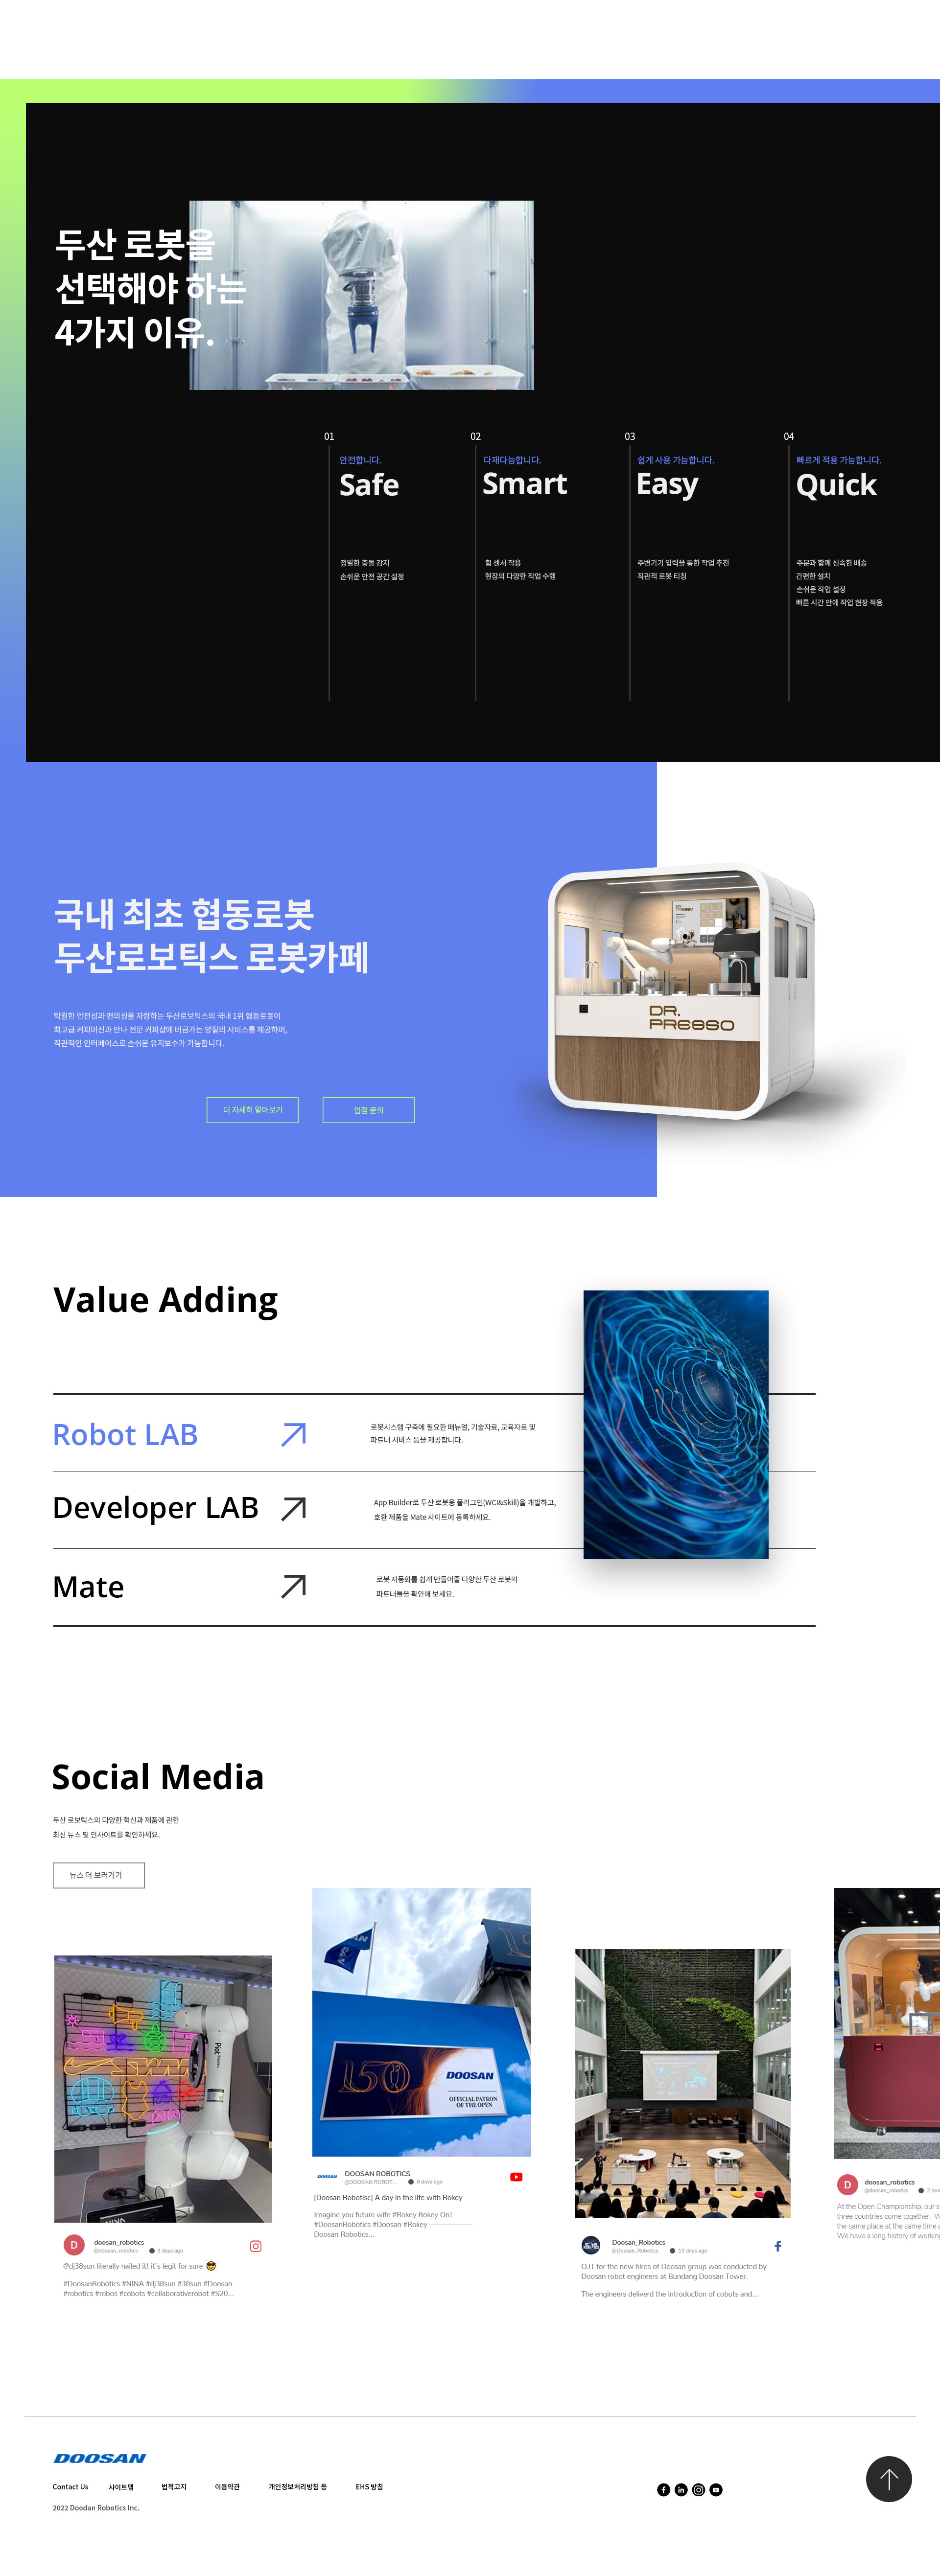 두산 로봇을
선택해야 하는
4가지 이유.
01
안전합니다.
Safe
정밀한 충돌 감지
손쉬운 안전 공간 설정
02
다재다능합니다.
Smart
힘 센서 작용
현장의 다양한 작업 수행
03
쉽게 사용 가능합니다.
Easy
주변기기 입력을 통한 작업 추천
직관적 로봇 티칭
04
빠르게 적용 가능합니다.
Quick
주문과 함께 신속한 배송
간편한 설치
손쉬운 작업 설정
빠른 시간 안에 작업 현장 적용
국내 최초 협동로봇
두산로보틱스 로봇카페
탁월한 안전성과 편의성을 자랑하는 두산로보틱스의 국내 1위 협동로봇이
최고급 커피머신과 만나 전문 커피샵에 버금가는 양질의 서비스를 제공하며,
직관적인 인터페이스로 손쉬운 유지보수가 가능합니다.
더 자세히 알아보기
입점 문의
DR.
PRESSO
DR.
PRESSO
Value Adding
Robot LAB
로봇시스템 구축에 필요한 매뉴얼, 기술자료, 교육자료 및
파트너 서비스 등을 제공합니다.
Developer LAB
App Builder로 두산 로봇용 플러그인(WCI&Skill)을 개발하고,
호환 제품을 Mate 사이트에 등록하세요.
Mate
로봇 자동화를 쉽게 만들어줄 다양한 두산 로봇의
파트너들을 확인해 보세요.
Social Media
두산 로보틱스의 다양한 혁신과 제품에 관한
최신 뉴스 및 인사이트를 확인하세요.
뉴스 더 보러가기
Piot
D
doosan_robotics
@doosan_robotics
3 days ago
@dj38sun literally nailed it! it's legit for sure 😎
#DoosanRobotics #NINA #dj38sun #38sun #Doosan
#robotics #robos #cobots #collaborativerobot #S20...
150
DOOSAN
OFFICIAL PATRON
OF THE OPEN
DOOSAN
DOOSAN ROBOTICS
@DOOSAN ROBOT...
8 days ago
[Doosan Robotisc] A day in the life with Rokey
Imagine you future wife #Rokey Rokey On!
#DoosanRobotics #Doosan #Rokey ------------------
Doosan Robotics...
Doosan_Robotics
@Doosan_Robotics
13 days ago
OJT for the new hires of Doosan group was conducted by
Doosan robot engineers at Bundang Doosan Tower.
The engineers deliverd the introduction of cobots and...
D
doosan_robotics
@doosan_robotics
2 mo
At the Open Championship, our s
three countries come together. W
the same place at the same time a
We have a long history of working
DOOSAN
Contact Us
사이트맵
법적고지
이용약관
개인정보처리방침 등
EHS 방침
2022 Doodan Robotics Inc.